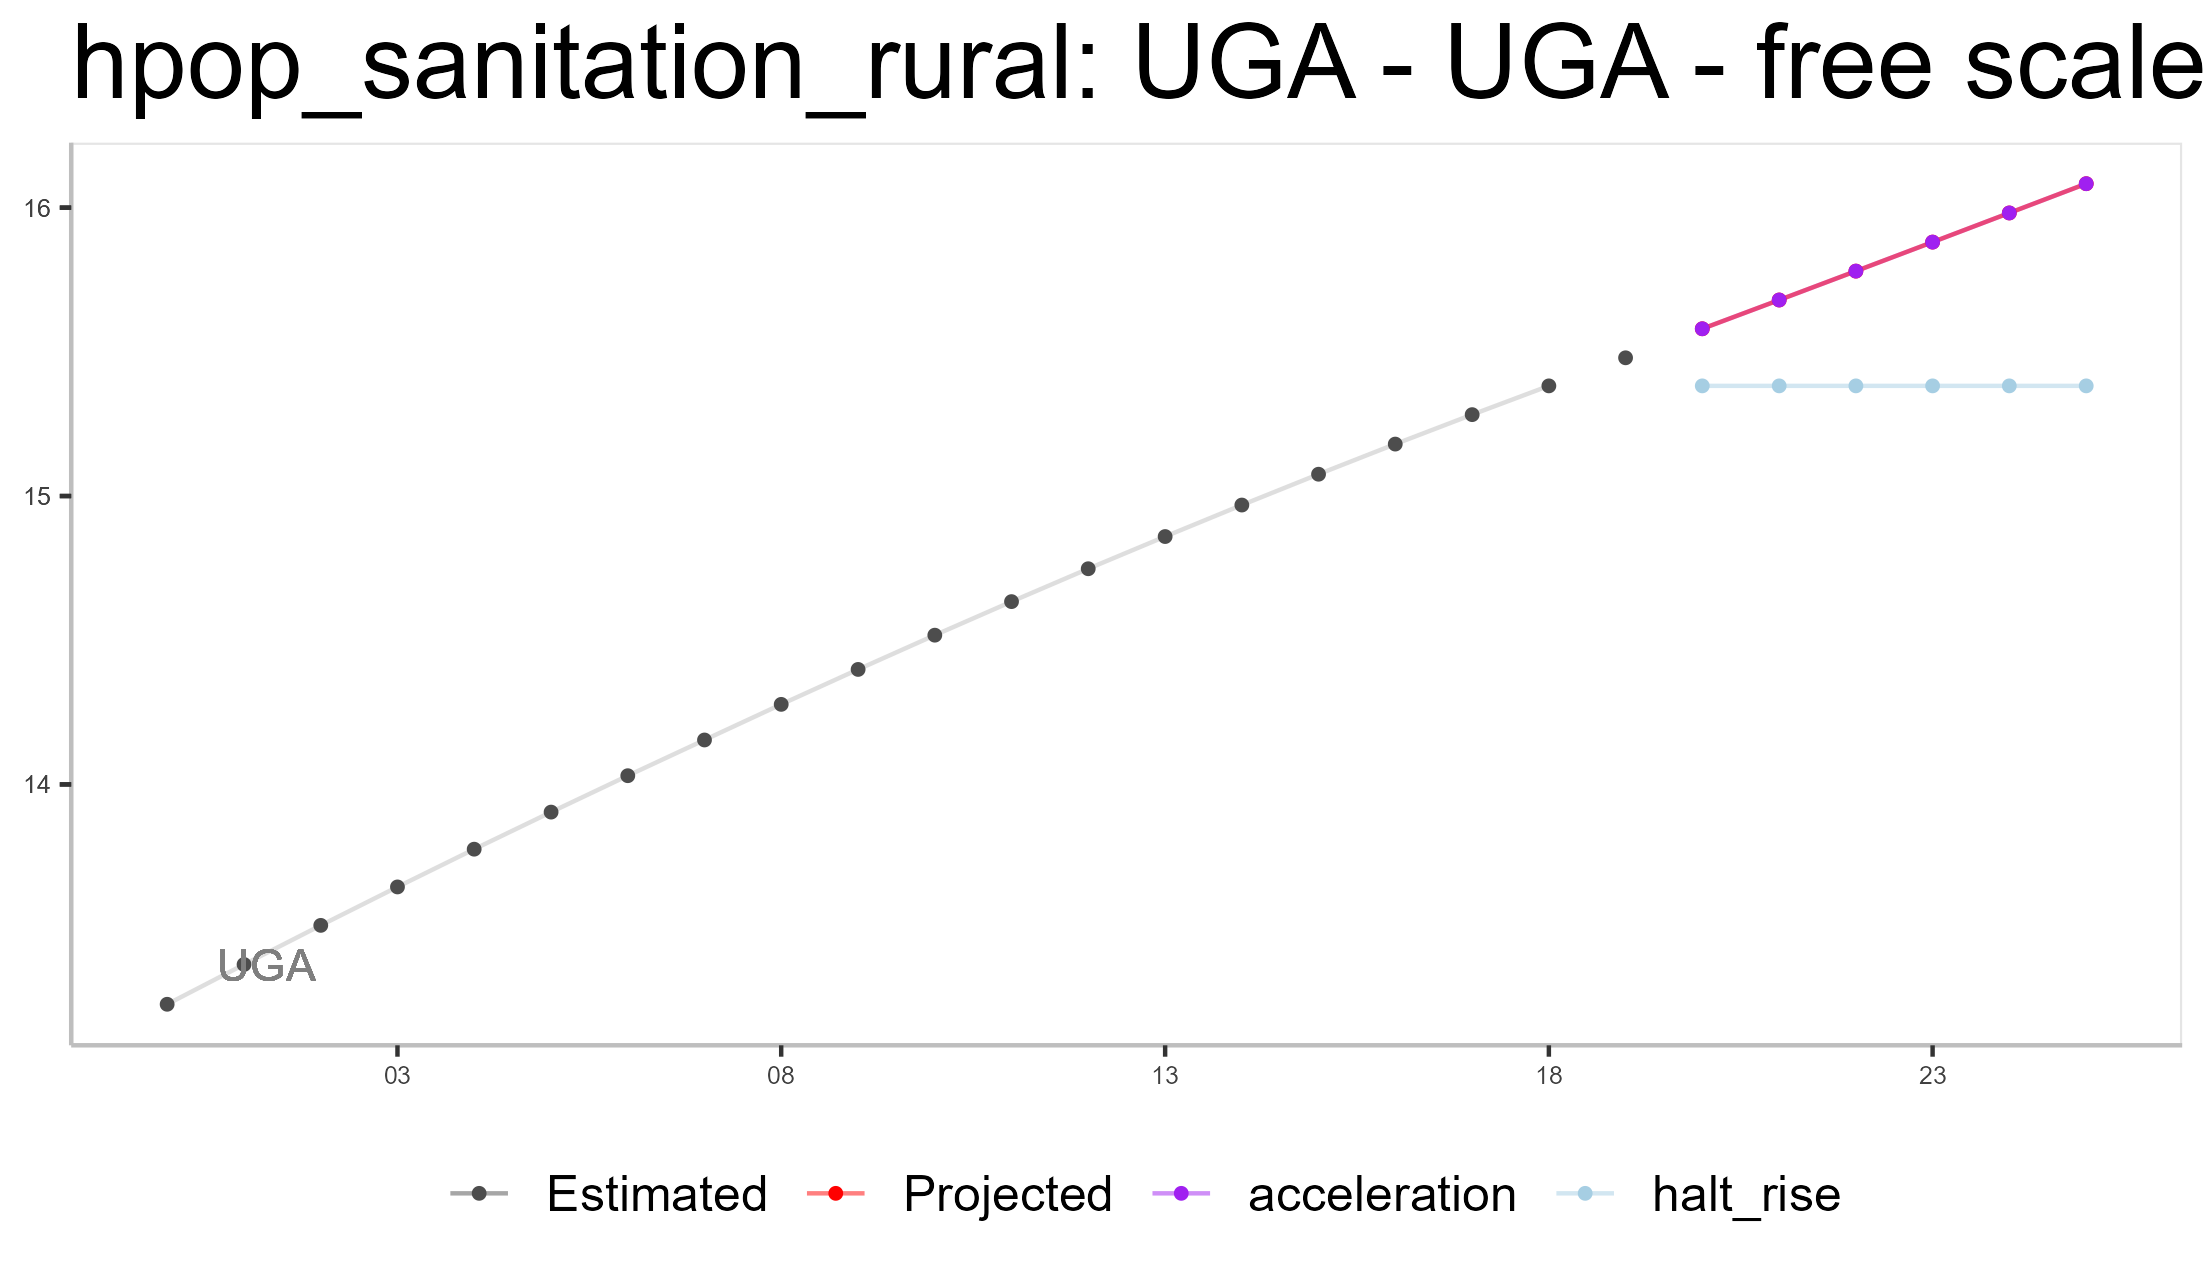 hpop_sanitation_rural: UGA - UGA - free scale
16
15
14
UGA
03 08 13 18 23
Estimated Projected acceleration halt_rise